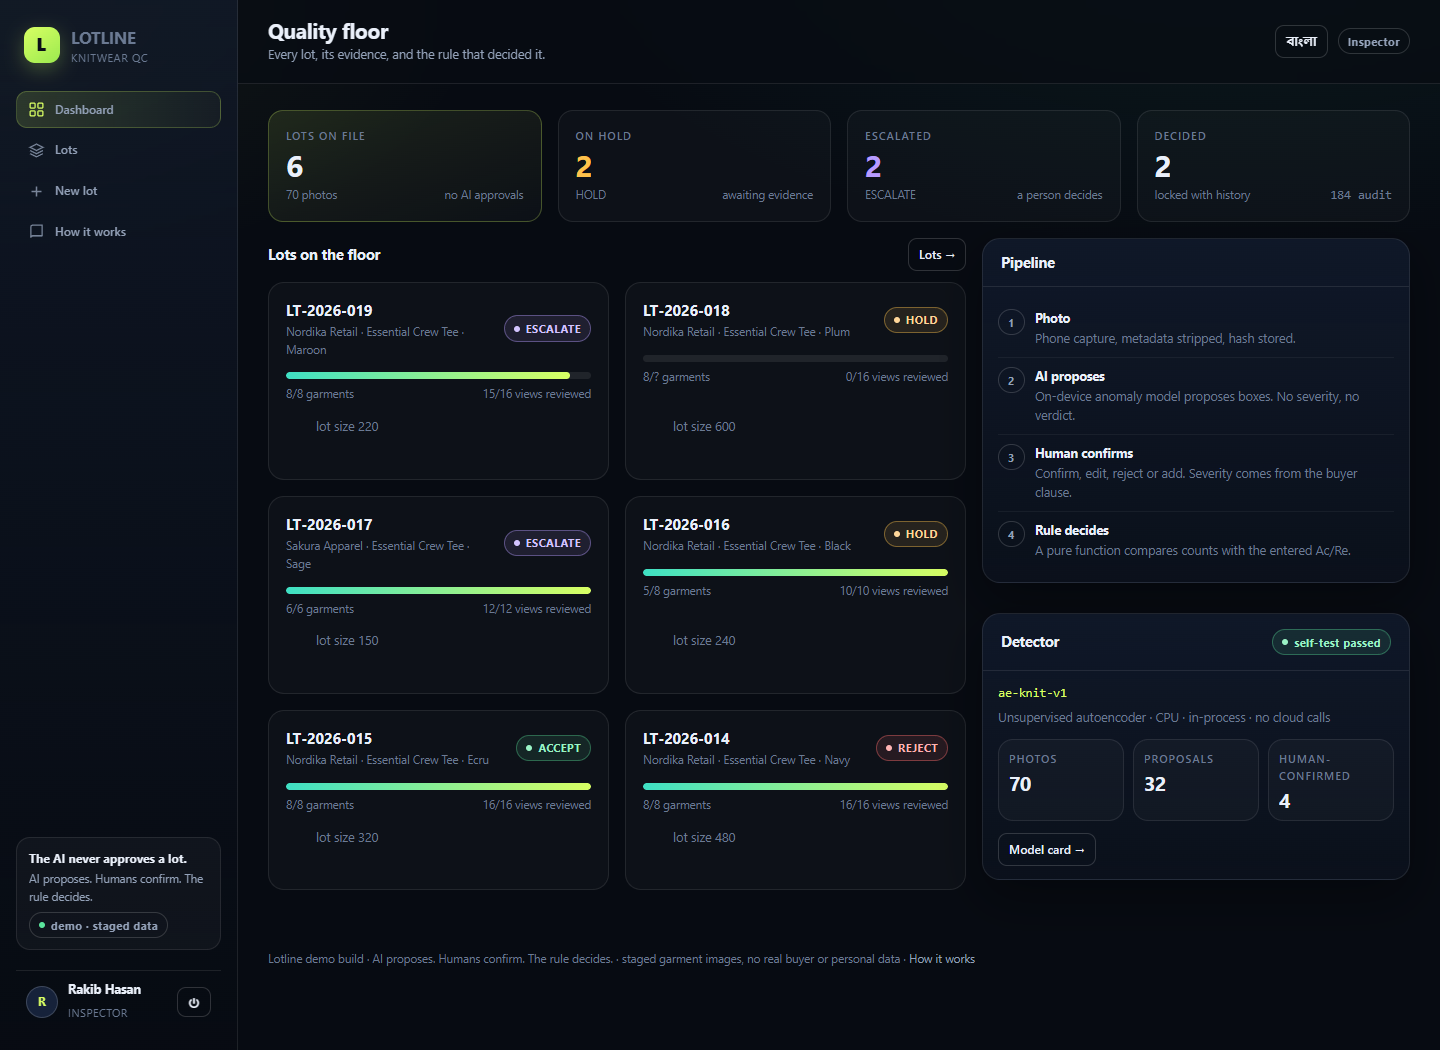 L
LOTLINE
KNITWEAR QC
Dashboard
Lots
New lot
How it works
The AI never approves a lot.
AI proposes. Humans confirm. The
rule decides.
demo · staged data
R
Rakib Hasan
INSPECTOR
Quality floor
Every lot, its evidence, and the rule that decided it.
বাংলা
Inspector
LOTS ON FILE
6
70 photos
no AI approvals
ON HOLD
2
HOLD
awaiting evidence
ESCALATED
2
ESCALATE
a person decides
DECIDED
2
locked with history
184 audit
Lots on the floor
Lots →
LT-2026-019
Nordika Retail · Essential Crew Tee ·
Maroon
ESCALATE
8/8 garments
15/16 views reviewed
lot size 220
LT-2026-018
Nordika Retail · Essential Crew Tee · Plum
HOLD
8/? garments
0/16 views reviewed
lot size 600
LT-2026-017
Sakura Apparel · Essential Crew Tee ·
Sage
ESCALATE
6/6 garments
12/12 views reviewed
lot size 150
LT-2026-016
Nordika Retail · Essential Crew Tee · Black
HOLD
5/8 garments
10/10 views reviewed
lot size 240
LT-2026-015
Nordika Retail · Essential Crew Tee · Ecru
ACCEPT
8/8 garments
16/16 views reviewed
lot size 320
LT-2026-014
Nordika Retail · Essential Crew Tee · Navy
REJECT
8/8 garments
16/16 views reviewed
lot size 480
Pipeline
1
Photo
Phone capture, metadata stripped, hash stored.
2
AI proposes
On-device anomaly model proposes boxes. No severity, no
verdict.
3
Human confirms
Confirm, edit, reject or add. Severity comes from the buyer
clause.
4
Rule decides
A pure function compares counts with the entered Ac/Re.
Detector
self-test passed
ae-knit-v1
Unsupervised autoencoder · CPU · in-process · no cloud calls
PHOTOS
70
PROPOSALS
32
HUMAN-
CONFIRMED
4
Model card →
Lotline demo build · AI proposes. Humans confirm. The rule decides. · staged garment images, no real buyer or personal data · How it works